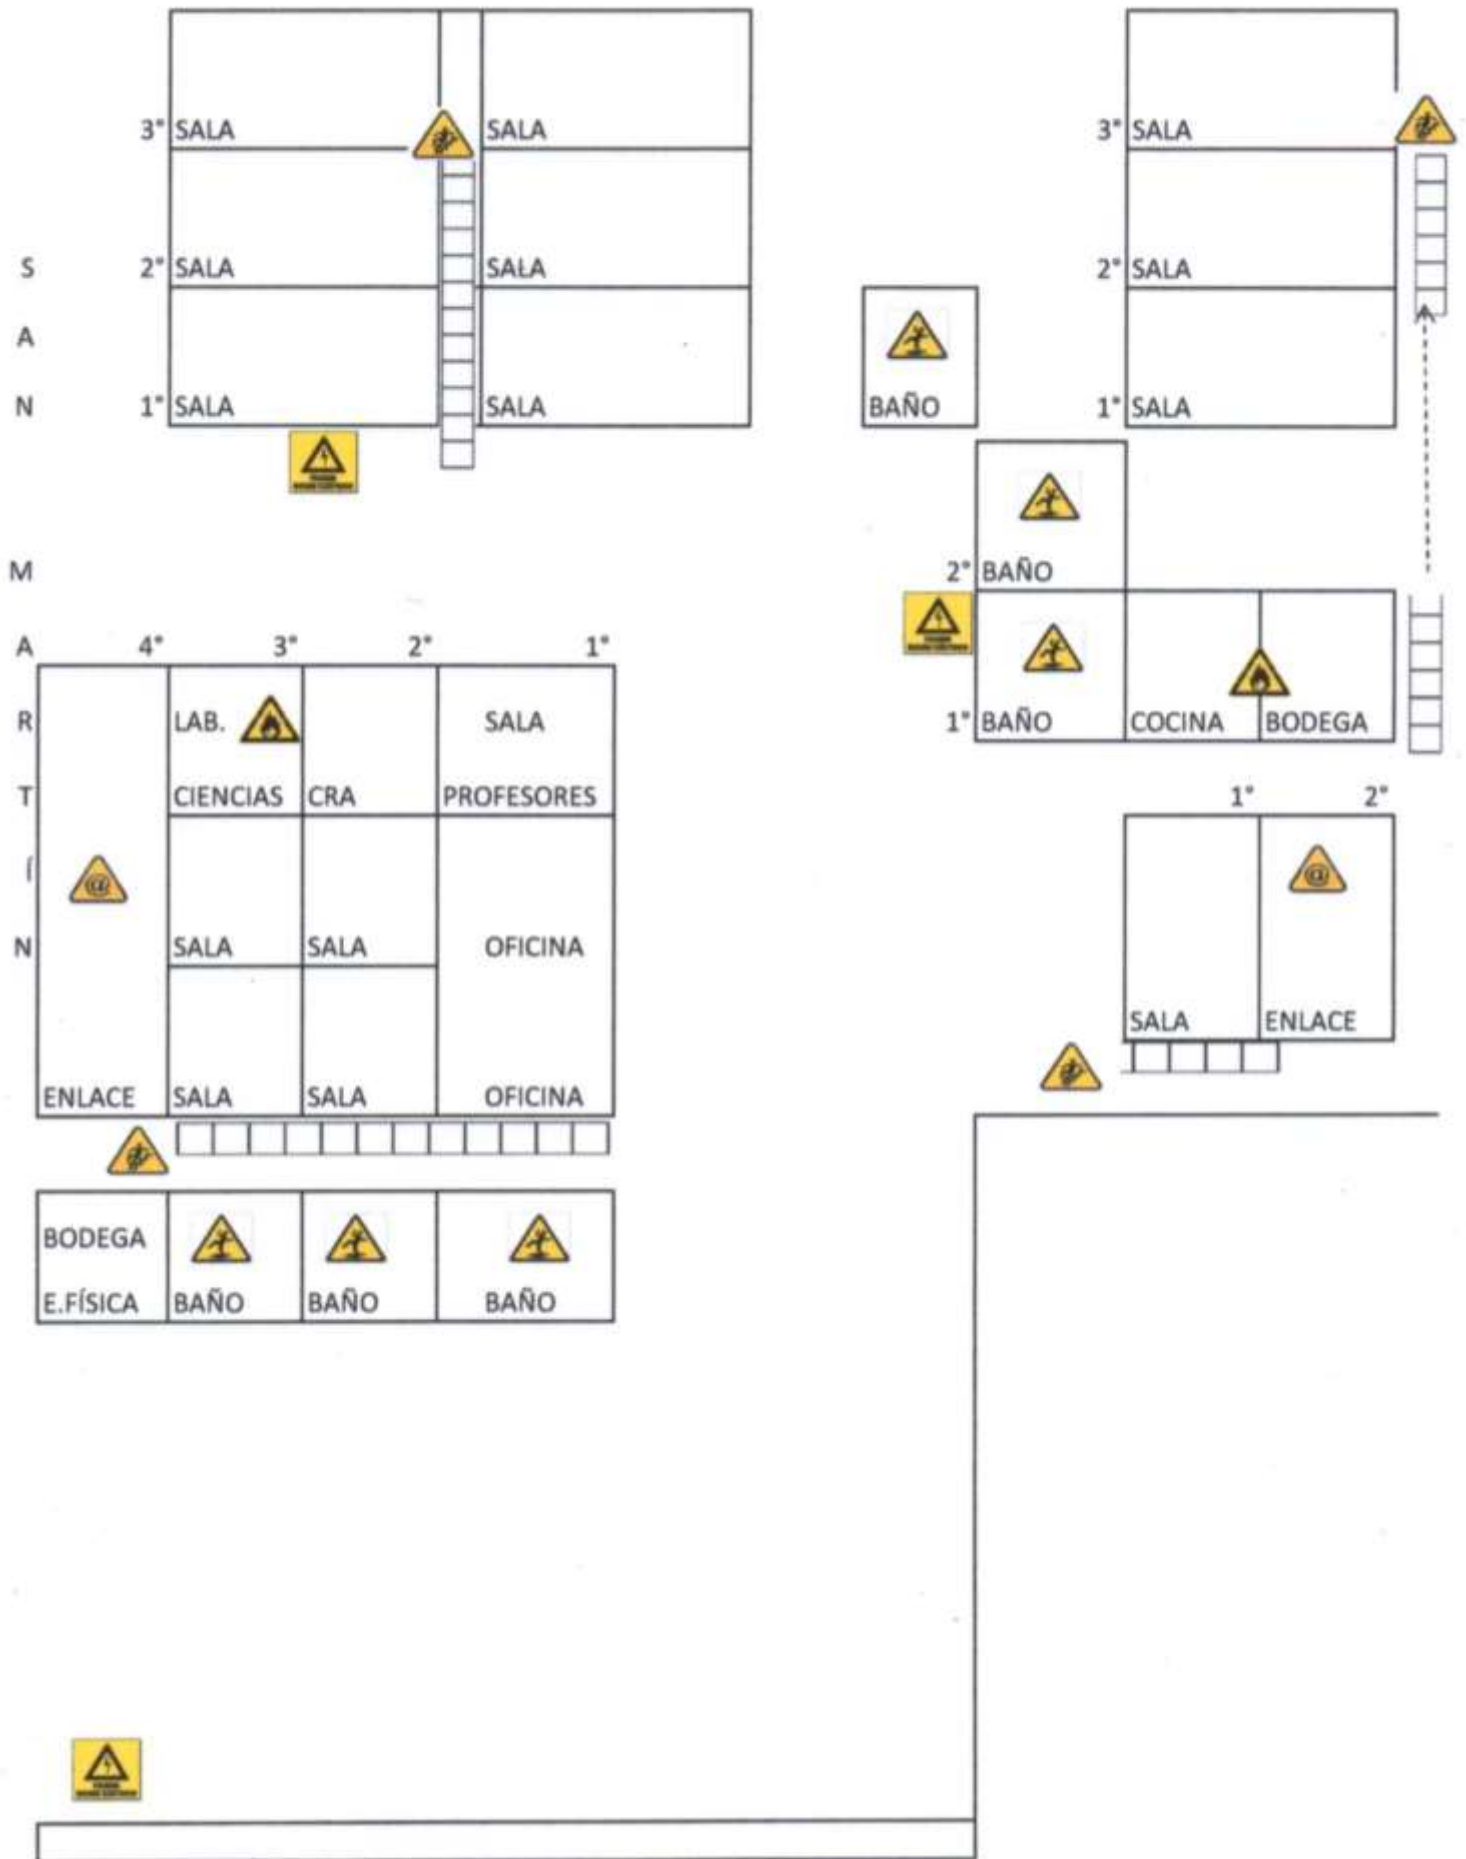 3° SALA SALA
3° SALA
S 2° SALA SALA
2° SALA
A
N 1° SALA SALA
BAÑO
1° SALA
M
2° BAÑO
A 4° 3° 2° 1°
R LAB. SALA
1° BAÑO COCINA BODEGA
T CIENCIAS CRA PROFESORES
1° 2°
Í
N SALA SALA OFICINA
SALA ENLACE
ENLACE SALA SALA OFICINA
BODEGA
E.FÍSICA BAÑO BAÑO BAÑO